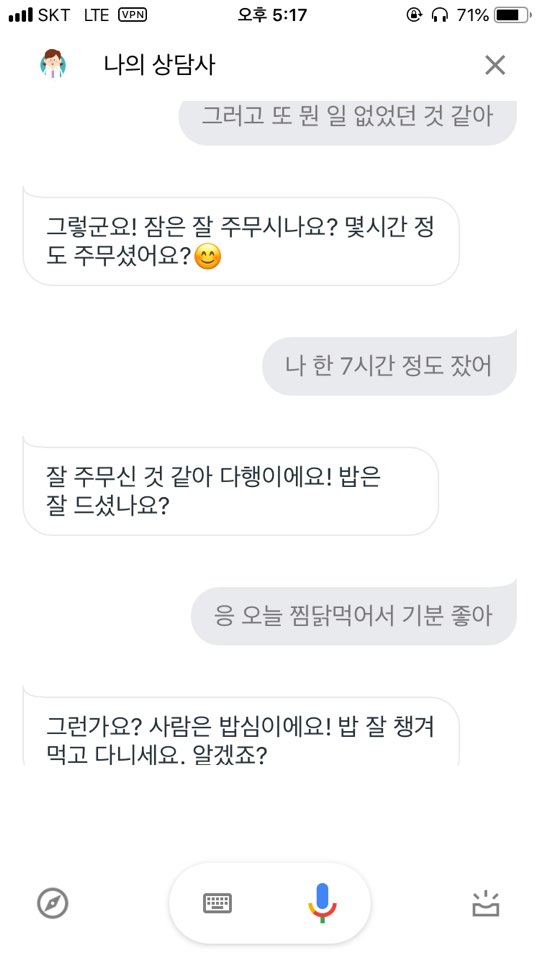 SKT LTE VPN 오후 5:17 71%
나의 상담사
그러고 또 뭔 일 없었던 것 같아
그렇군요! 잠은 잘 주무시나요? 몇시간 정
도 주무셨어요?😊
나 한 7시간 정도 잤어
잘 주무신 것 같아 다행이에요! 밥은
잘 드셨나요?
응 오늘 찜닭먹어서 기분 좋아
그런가요? 사람은 밥심이에요! 밥 잘 챙겨
먹고 다니세요. 알겠죠?